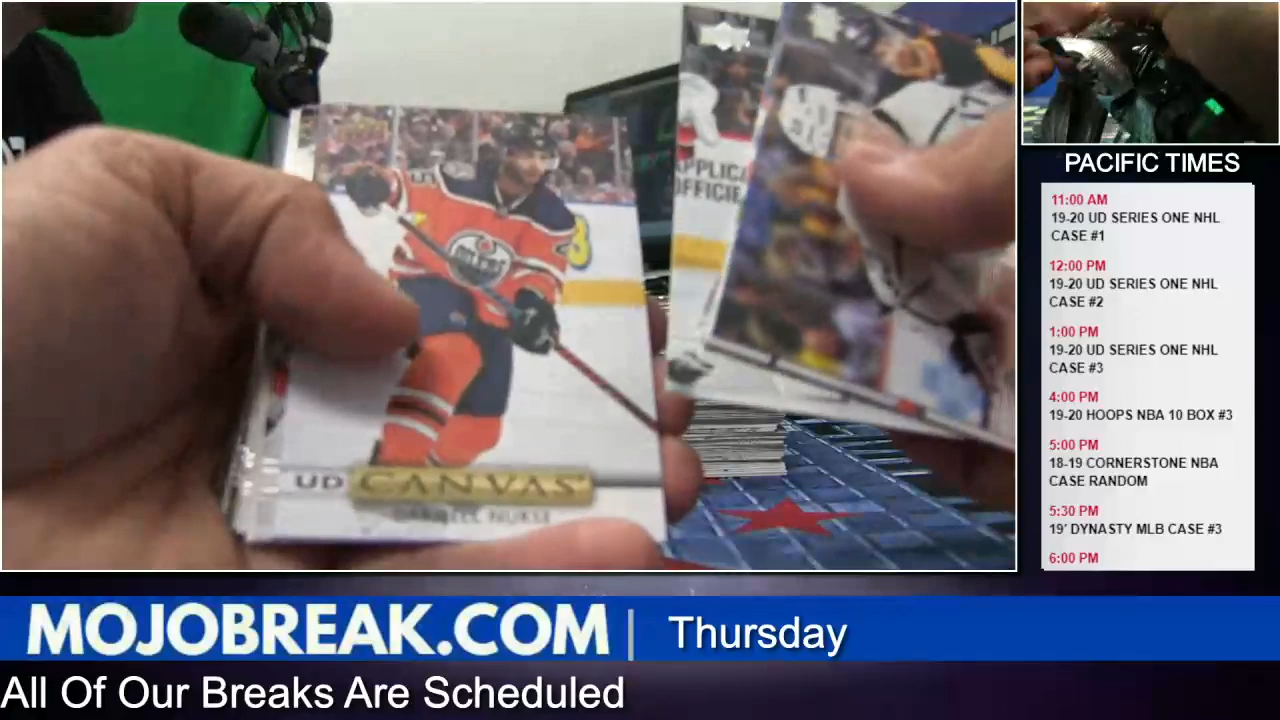 APPLICA
OFFICIE
UD CANVAS
DARNELL NURSE
PACIFIC TIMES
11:00 AM
19-20 UD SERIES ONE NHL
CASE #1
12:00 PM
19-20 UD SERIES ONE NHL
CASE #2
1:00 PM
19-20 UD SERIES ONE NHL
CASE #3
4:00 PM
19-20 HOOPS NBA 10 BOX #3
5:00 PM
18-19 CORNERSTONE NBA
CASE RANDOM
5:30 PM
19' DYNASTY MLB CASE #3
6:00 PM
MOJOBREAK.COM | Thursday
All Of Our Breaks Are Scheduled